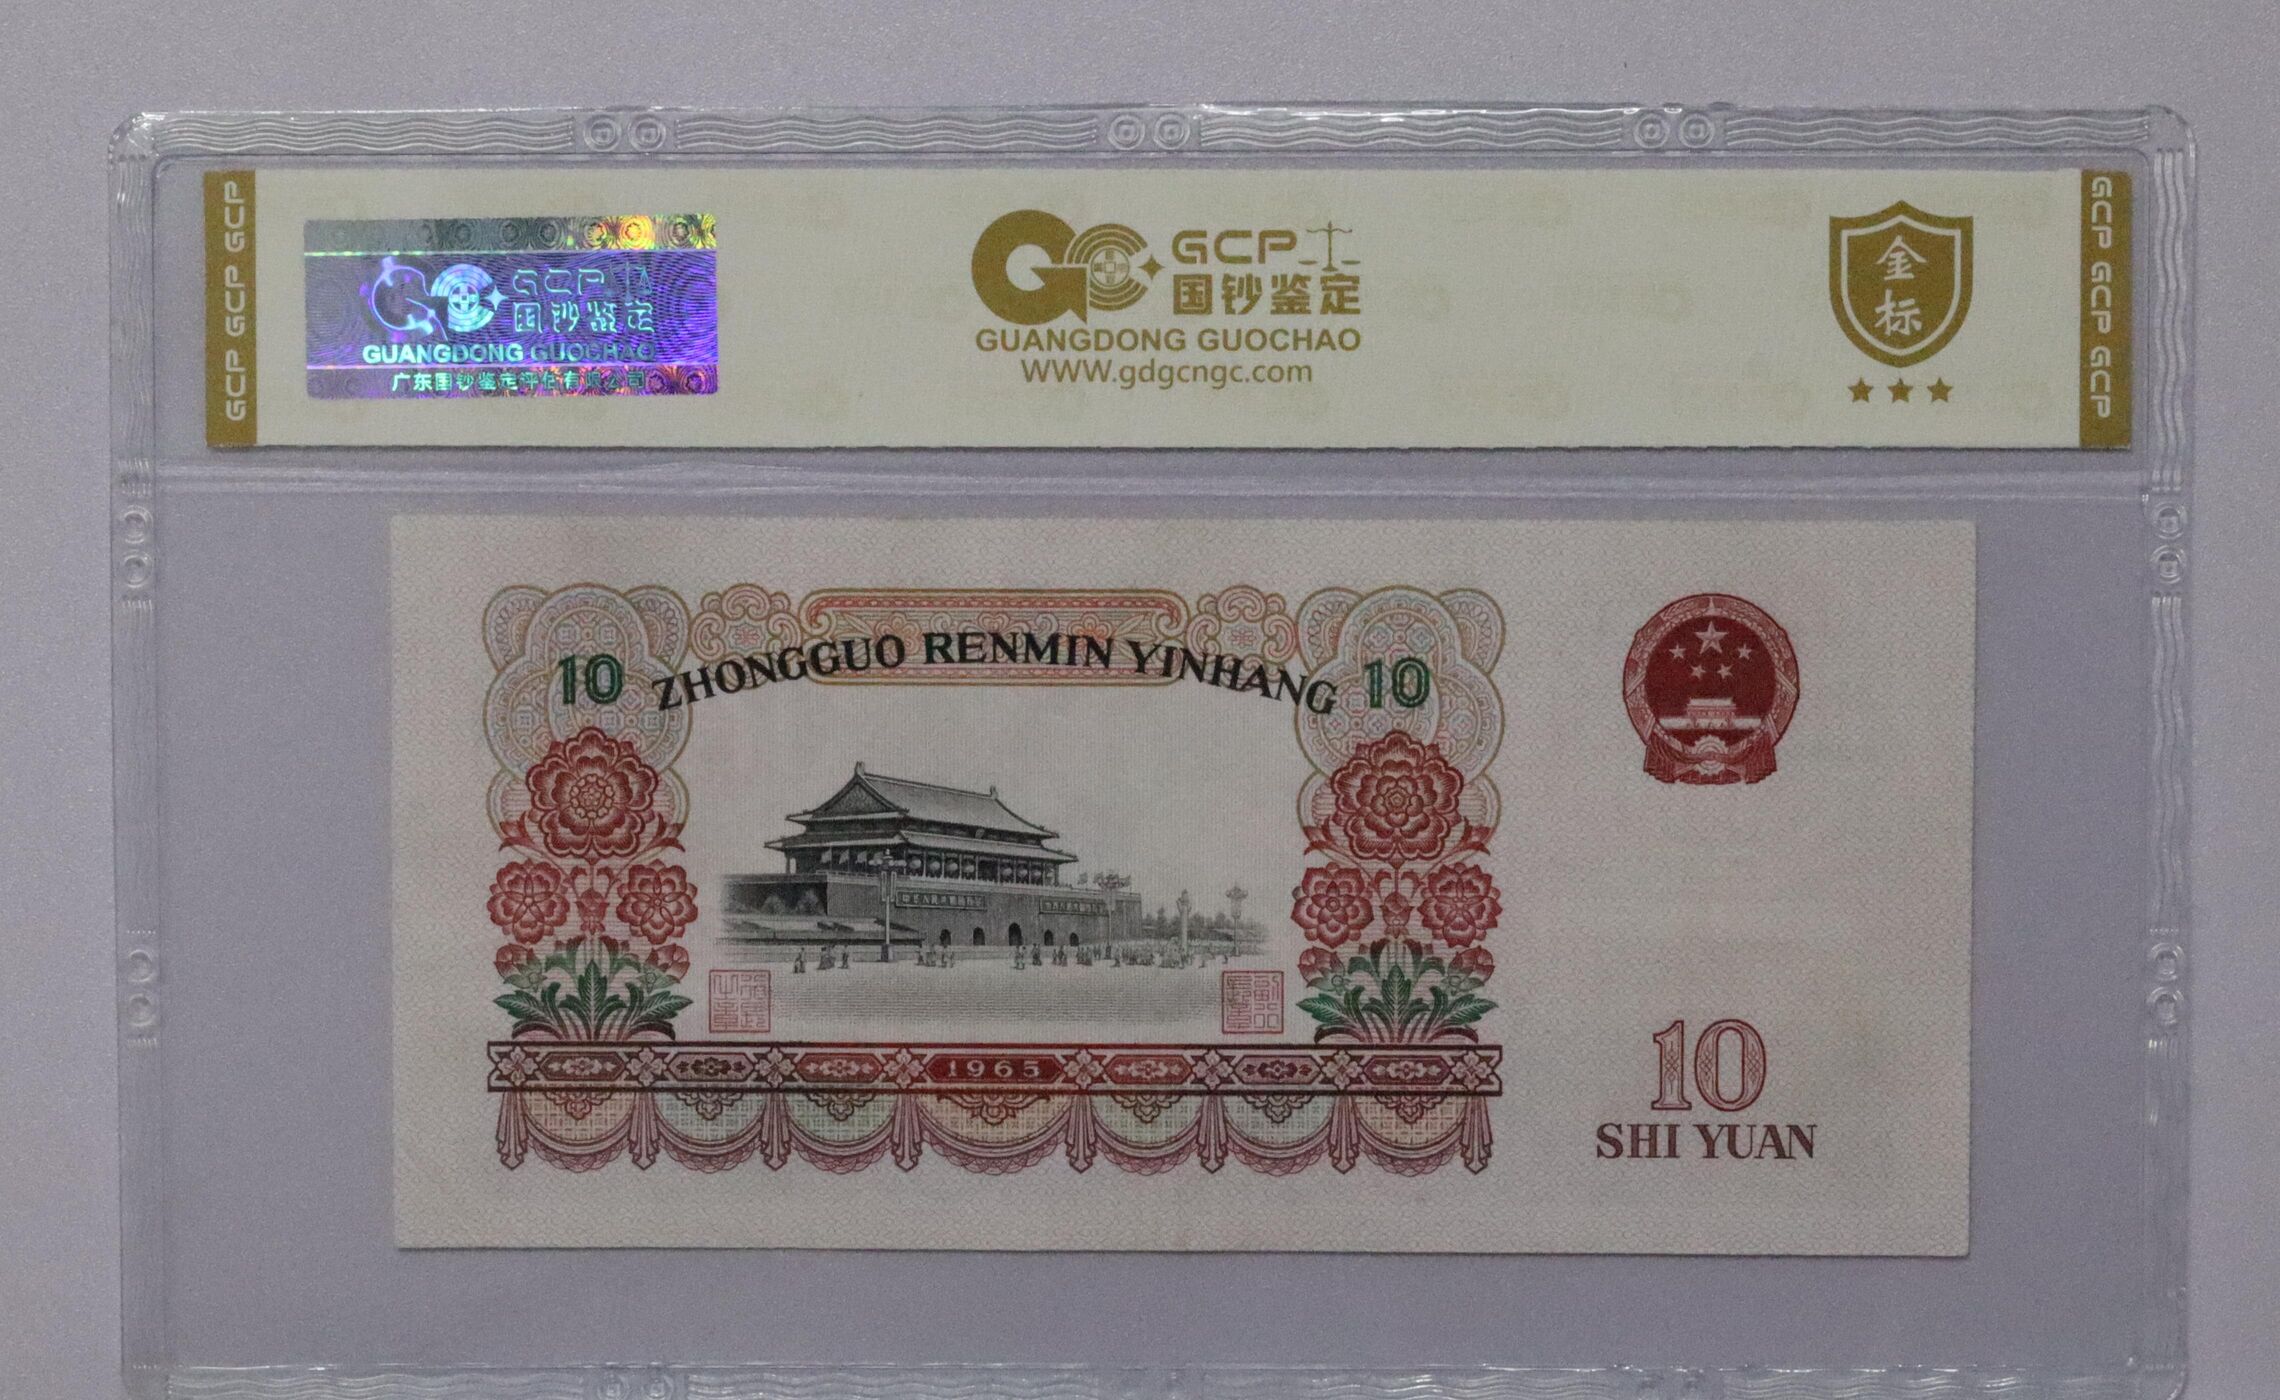 GCP GCP GCP
GCP 国钞鉴定
GUANGDONG GUOCHAO
广东国钞鉴定评估有限公司
GCP
国钞鉴定
GUANGDONG GUOCHAO
WWW.gdgcngc.com
金
标
GCP GCP GCP
10 ZHONGGUO RENMIN YINHANG 10
1965
10
SHI YUAN